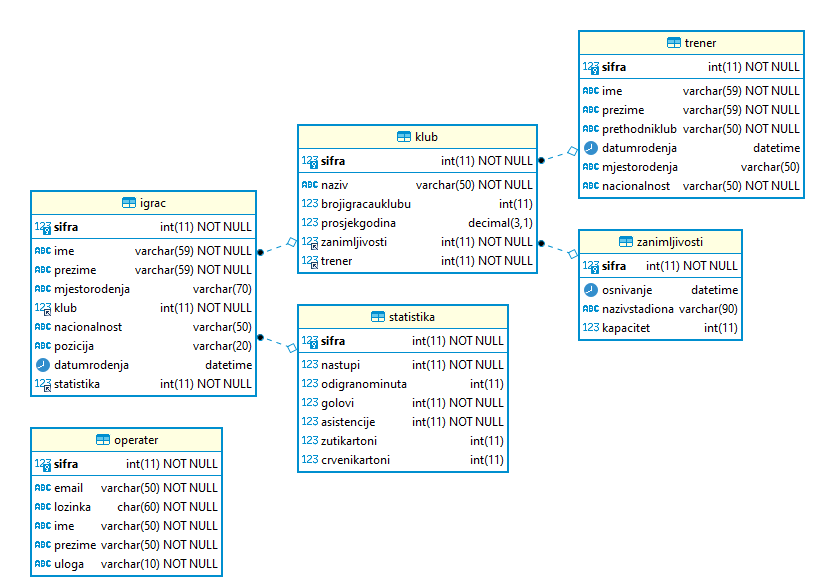 trener
123 sifra int(11) NOT NULL
ABC ime varchar(59) NOT NULL
ABC prezime varchar(59) NOT NULL
ABC prethodniklub varchar(50) NOT NULL
datumrodenja datetime
ABC mjestorodenja varchar(50)
ABC nacionalnost varchar(50) NOT NULL
klub
123 sifra int(11) NOT NULL
ABC naziv varchar(50) NOT NULL
123 brojigracauklubu int(11)
123 prosjekgodina decimal(3,1)
123 zanimljivosti int(11) NOT NULL
123 trener int(11) NOT NULL
igrac
123 sifra int(11) NOT NULL
ABC ime varchar(59) NOT NULL
ABC prezime varchar(59) NOT NULL
ABC mjestorodenja varchar(70)
123 klub int(11) NOT NULL
ABC nacionalnost varchar(50)
ABC pozicija varchar(20)
datumrodenja datetime
123 statistika int(11) NOT NULL
zanimljivosti
123 sifra int(11) NOT NULL
osnivanje datetime
ABC nazivstadiona varchar(90)
123 kapacitet int(11)
statistika
123 sifra int(11) NOT NULL
123 nastupi int(11) NOT NULL
123 odigranominuta int(11)
123 golovi int(11) NOT NULL
123 asistencije int(11) NOT NULL
123 zutikartoni int(11)
123 crvenikartoni int(11)
operater
123 sifra int(11) NOT NULL
ABC email varchar(50) NOT NULL
ABC lozinka char(60) NOT NULL
ABC ime varchar(50) NOT NULL
ABC prezime varchar(50) NOT NULL
ABC uloga varchar(10) NOT NULL